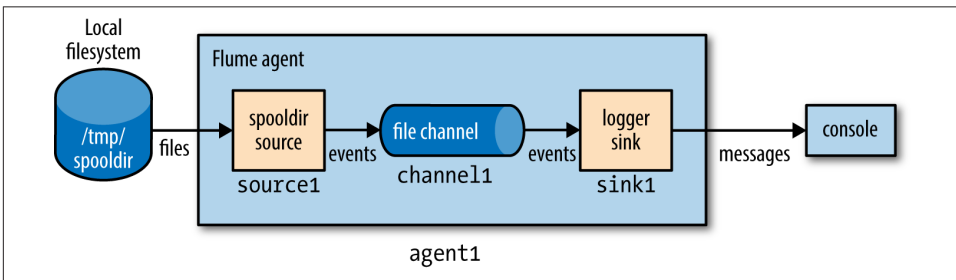 Local
filesystem
/tmp/
spooldir
files
Flume agent
spooldir
source
source1
events
file channel
channel1
events
logger
sink
sink1
messages
console
agent1